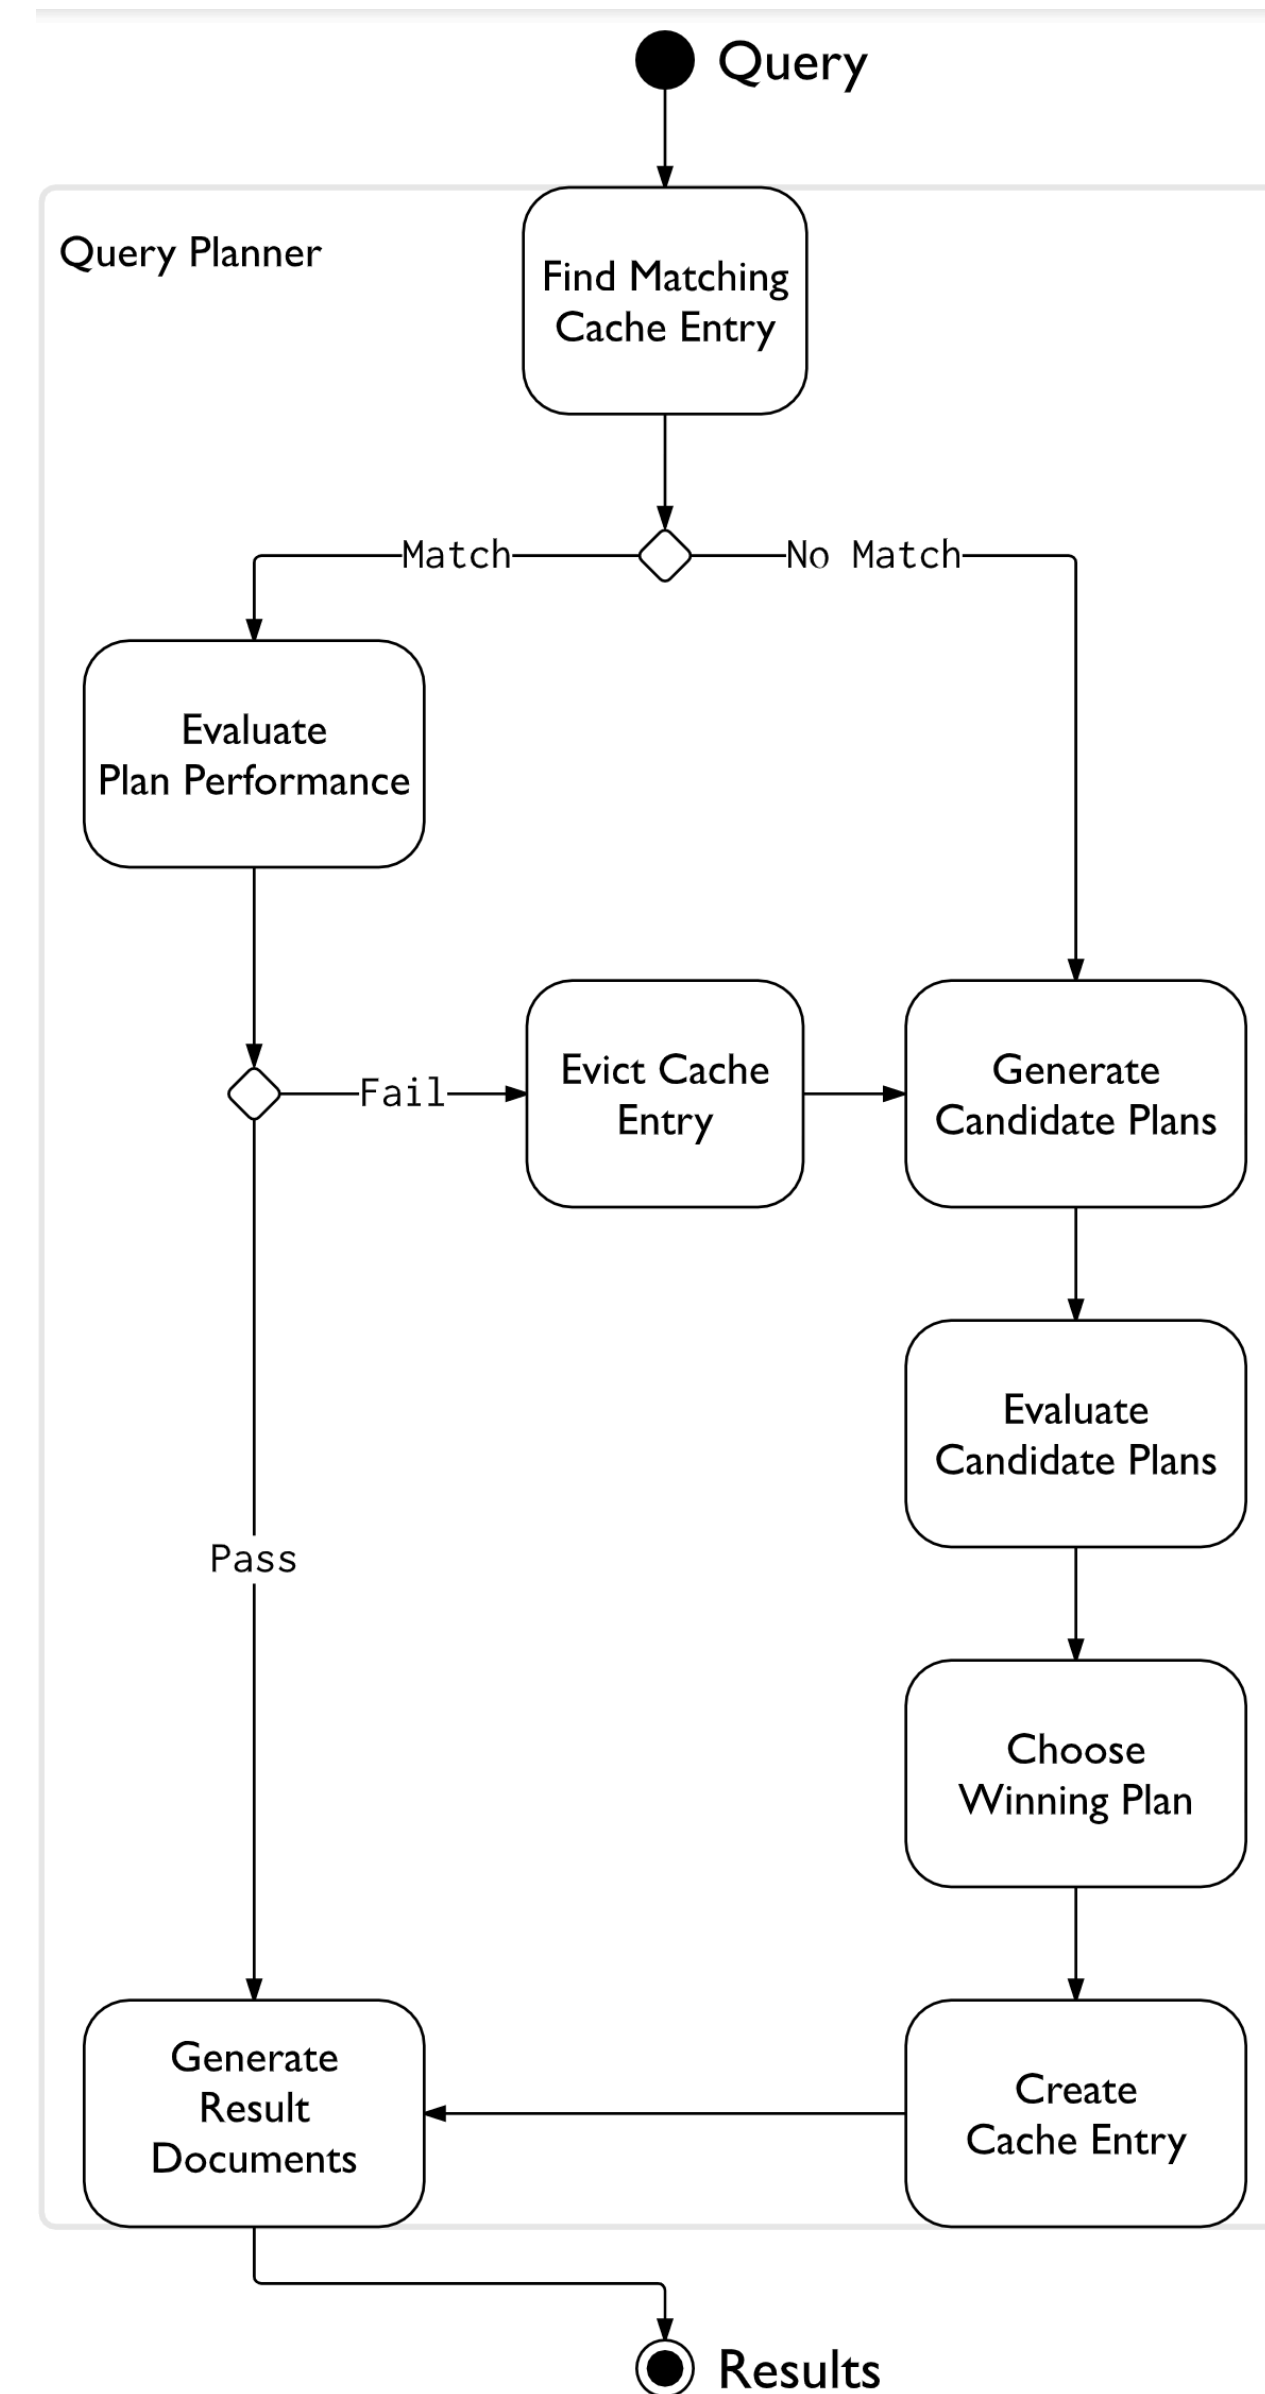 Query
Query Planner
Find Matching
Cache Entry
Match
No Match
Evaluate
Plan Performance
Fail
Evict Cache
Entry
Generate
Candidate Plans
Evaluate
Candidate Plans
Pass
Choose
Winning Plan
Generate
Result
Documents
Create
Cache Entry
Results